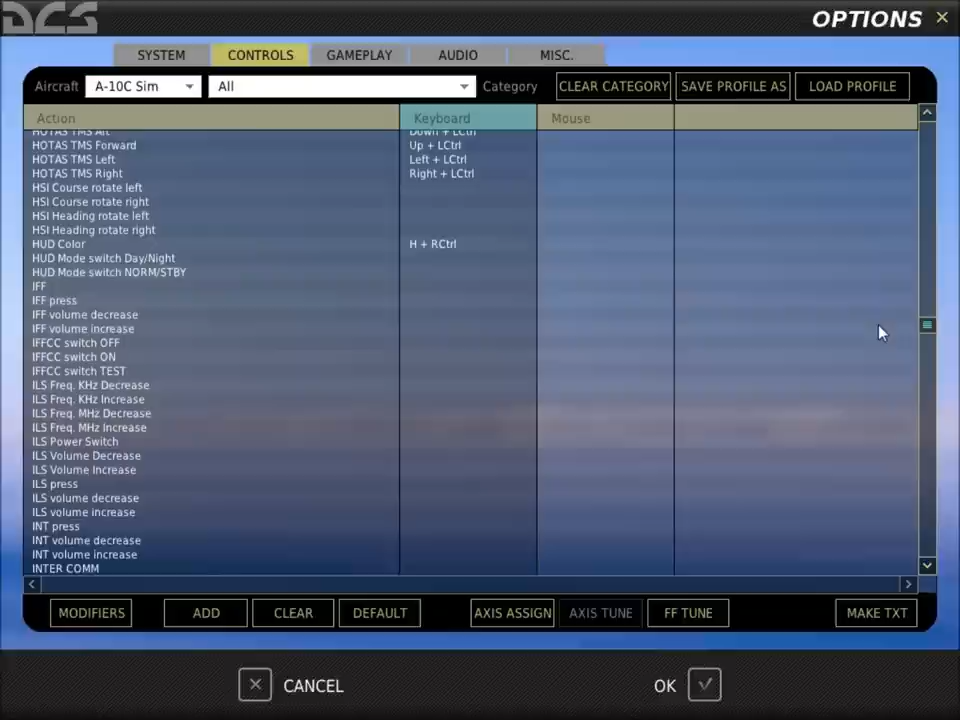 DCS
OPTIONS
SYSTEM CONTROLS GAMEPLAY AUDIO MISC.
Aircraft A-10C Sim All Category CLEAR CATEGORY SAVE PROFILE AS LOAD PROFILE
Action Keyboard Mouse
HOTAS TMS Aft Down + LCtrl
HOTAS TMS Forward Up + LCtrl
HOTAS TMS Left Left + LCtrl
HOTAS TMS Right Right + LCtrl
HSI Course rotate left
HSI Course rotate right
HSI Heading rotate left
HSI Heading rotate right
HUD Color H + RCtrl
HUD Mode switch Day/Night
HUD Mode switch NORM/STBY
IFF
IFF press
IFF volume decrease
IFF volume increase
IFFCC switch OFF
IFFCC switch ON
IFFCC switch TEST
ILS Freq. KHz Decrease
ILS Freq. KHz Increase
ILS Freq. MHz Decrease
ILS Freq. MHz Increase
ILS Power Switch
ILS Volume Decrease
ILS Volume Increase
ILS press
ILS volume decrease
ILS volume increase
INT press
INT volume decrease
INT volume increase
INTER COMM
MODIFIERS ADD CLEAR DEFAULT AXIS ASSIGN AXIS TUNE FF TUNE MAKE TXT
CANCEL OK